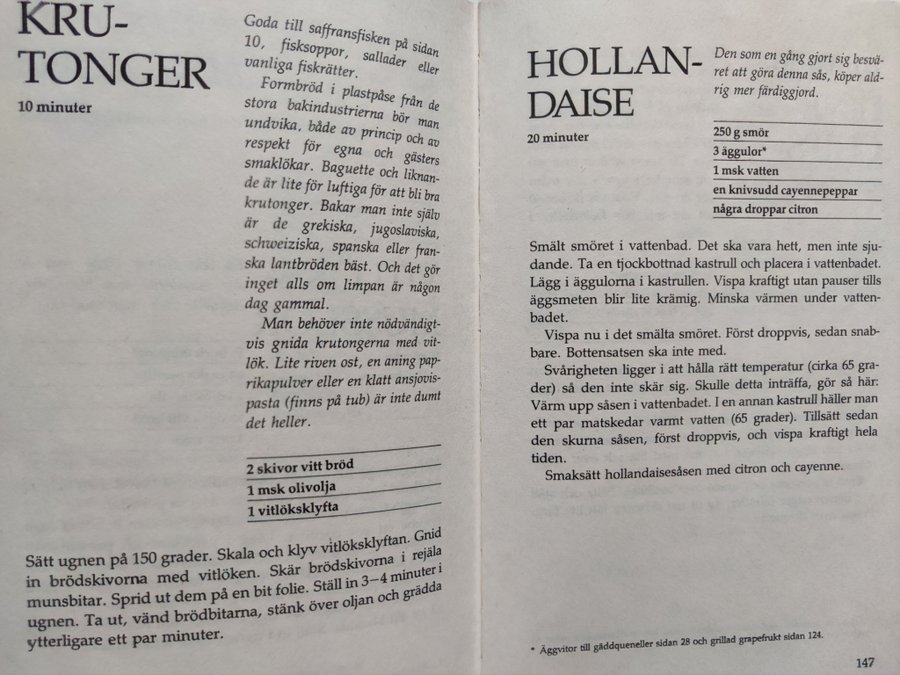 KRU-
TONGER
10 minuter
Goda till saffransfisken på sidan
10, fisksoppor, sallader eller
vanliga fiskrätter.
Formbröd i plastpåse från de
stora bakindustrierna bör man
undvika, både av princip och av
respekt för egna och gästers
smaklökar. Baguette och liknan-
de är lite för luftiga för att bli bra
krutonger. Bakar man inte själv
är de grekiska, jugoslaviska,
schweiziska, spanska eller fran-
ska lantbröden bäst. Och det gör
inget alls om limpan är någon
dag gammal.
Man behöver inte nödvändigt-
vis gnida krutongerna med vit-
lök. Lite riven ost, en aning pap-
rikapulver eller en klatt ansjovis-
pasta (finns på tub) är inte dumt
det heller.
2 skivor vitt bröd
1 msk olivolja
1 vitlöksklyfta
Sätt ugnen på 150 grader. Skala och klyv vitlöksklyftan. Gnid
in brödskivorna med vitlöken. Skär brödskivorna i rejäla
munsbitar. Sprid ut dem på en bit folie. Ställ in 3–4 minuter i
ugnen. Ta ut, vänd brödbitarna, stänk över oljan och grädda
ytterligare ett par minuter.
HOLLAN-
DAISE
20 minuter
Den som en gång gjort sig besvä-
ret att göra denna sås, köper ald-
rig mer färdiggjord.
250 g smör
3 äggulor*
1 msk vatten
en knivsudd cayennepeppar
några droppar citron
Smält smöret i vattenbad. Det ska vara hett, men inte sju-
dande. Ta en tjockbottnad kastrull och placera i vattenbadet.
Lägg i äggulorna i kastrullen. Vispa kraftigt utan pauser tills
äggsmeten blir lite krämig. Minska värmen under vatten-
badet.
Vispa nu i det smälta smöret. Först droppvis, sedan snab-
bare. Bottensatsen ska inte med.
Svårigheten ligger i att hålla rätt temperatur (cirka 65 gra-
der) så den inte skär sig. Skulle detta inträffa, gör så här:
Värm upp såsen i vattenbadet. I en annan kastrull häller man
ett par matskedar varmt vatten (65 grader). Tillsätt sedan
den skurna såsen, först droppvis, och vispa kraftigt hela
tiden.
Smaksätt hollandaisesåsen med citron och cayenne.
* Äggvitor till gäddqueneller sidan 28 och grillad grapefrukt sidan 124.
147